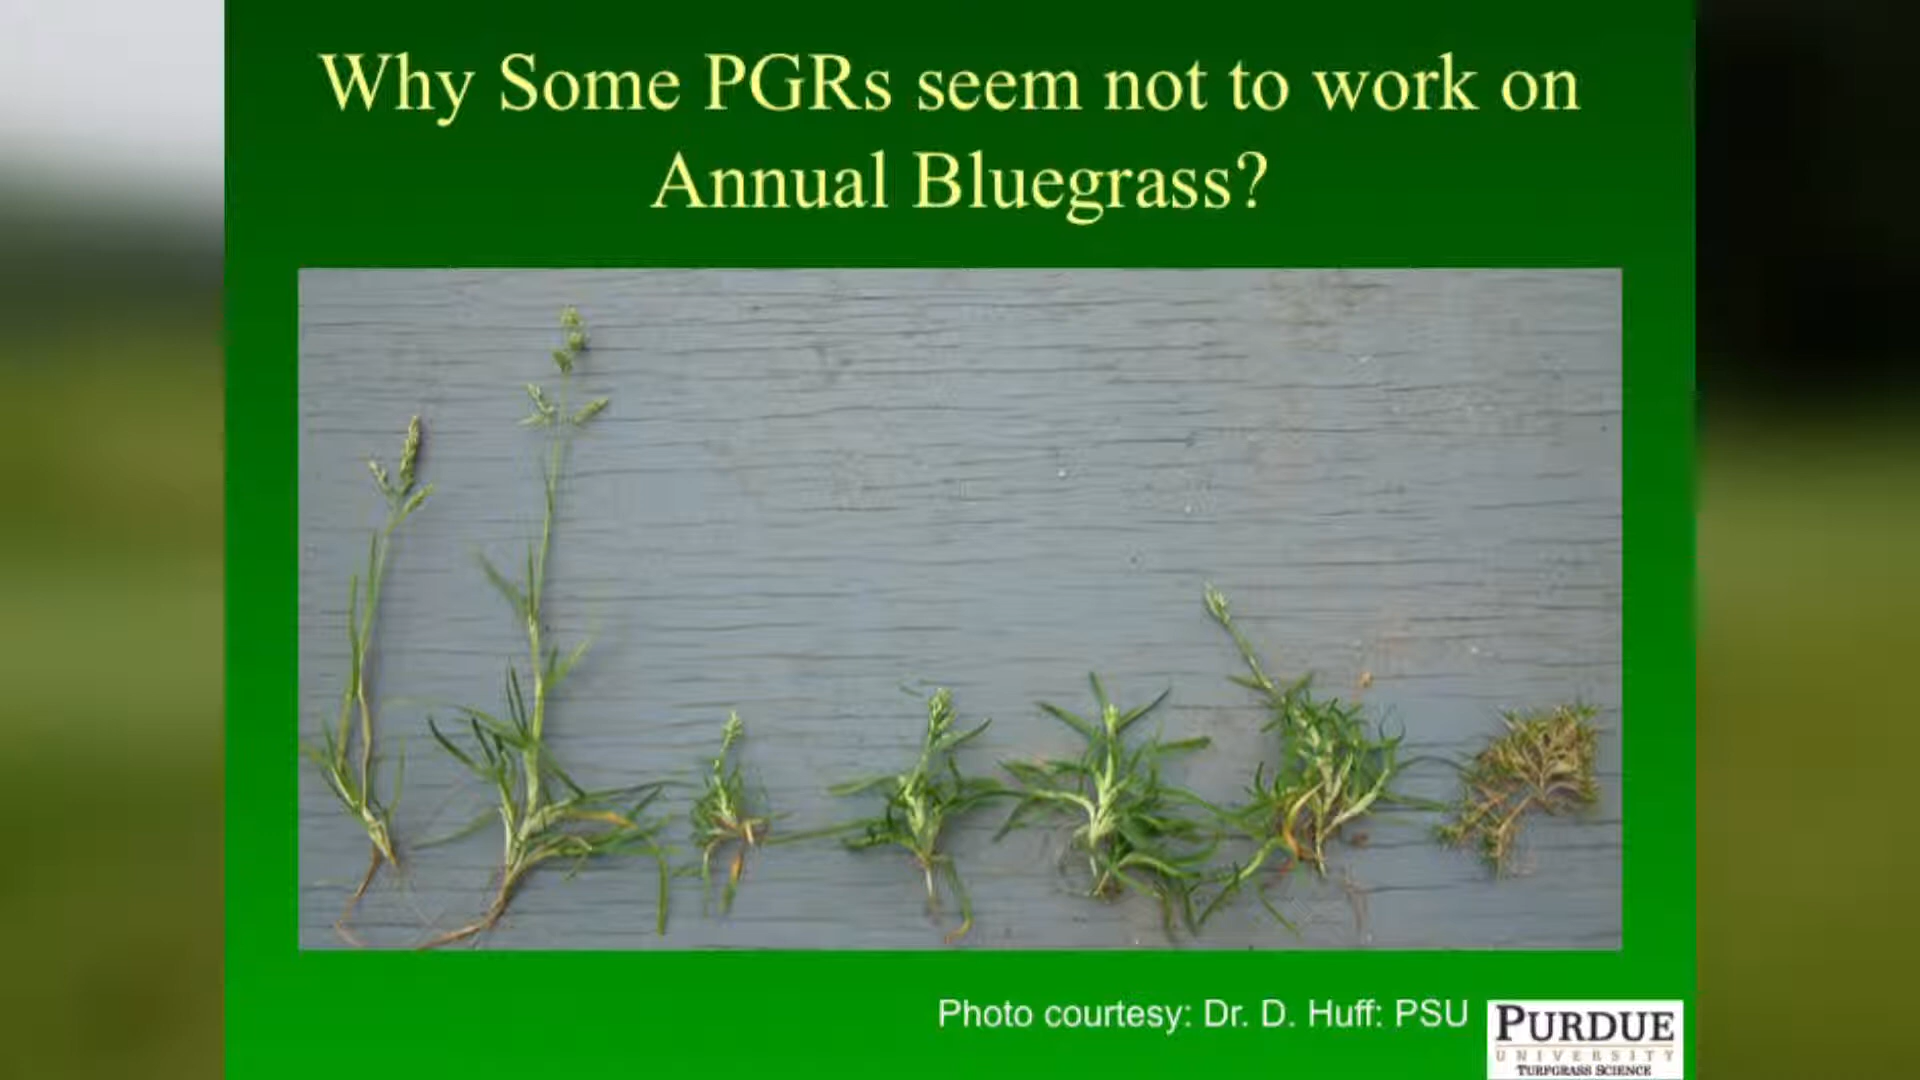 Why Some PGRs seem not to work on
Annual Bluegrass?
Photo courtesy: Dr. D. Huff: PSU
PURDUE
UNIVERSITY
TURFGRASS SCIENCE